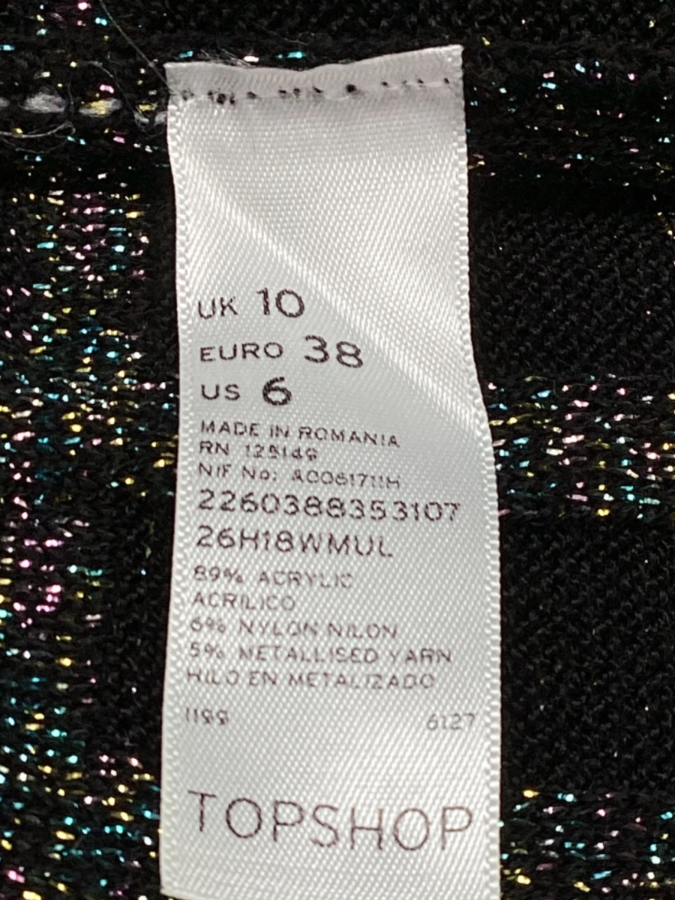 UK 10
EURO 38
US 6
MADE IN ROMANIA
RN 125149
NIF No: A0061711H
2260388353107
26H18WMUL
89% ACRYLIC
ACRILICO
6% NYLON NILON
5% METALLISED YARN
HILO EN METALIZADO
1199 6127
TOPSHOP